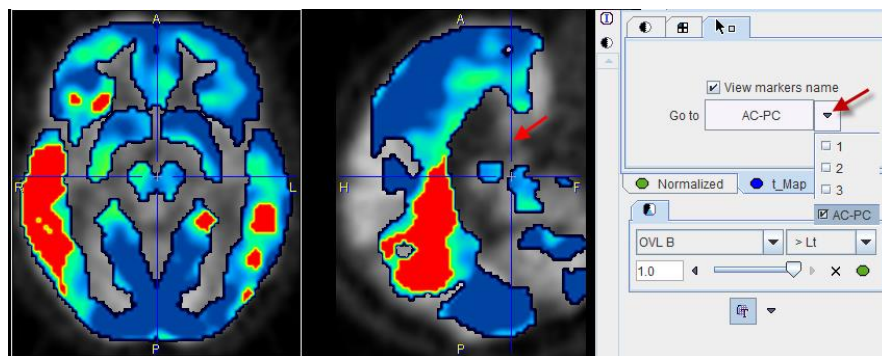 A
R
L
P
A
H
F
P
View markers name
Go to AC-PC
1
2
3
AC-PC
Normalized t_Map
OVL B > Lt
1.0